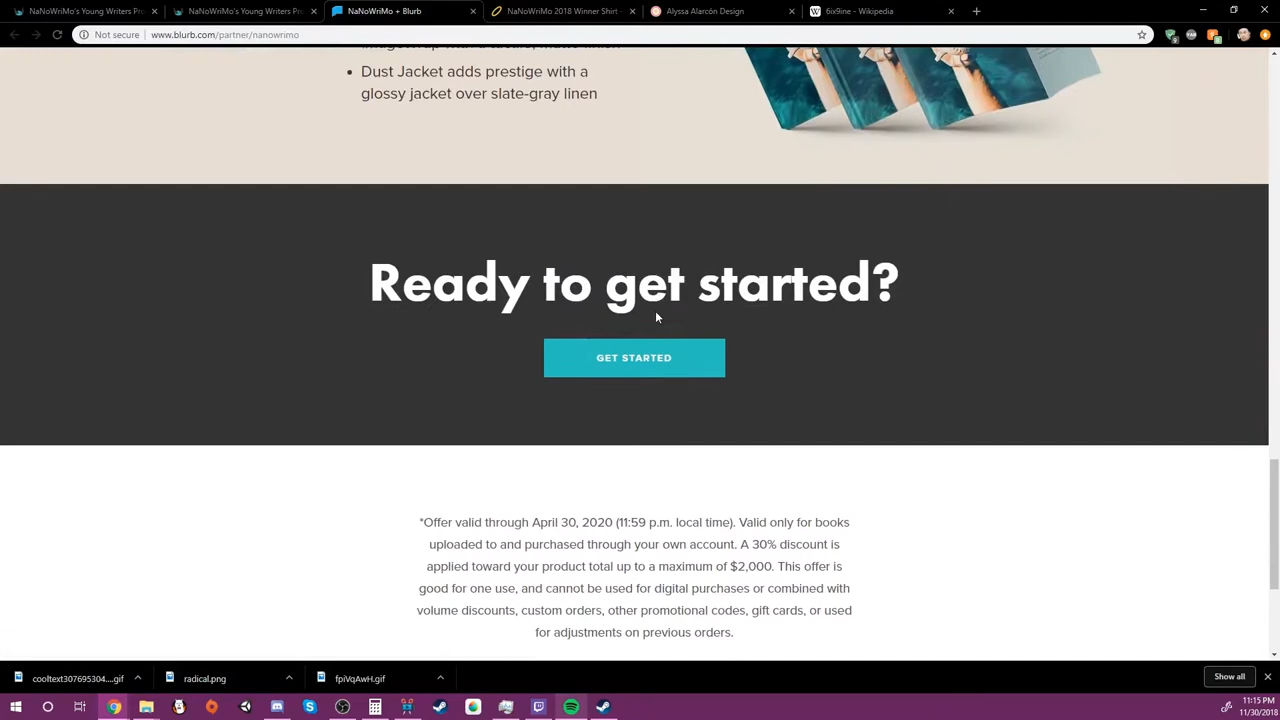 NaNoWriMo's Young Writers Pro
NaNoWriMo's Young Writers Pro
NaNoWriMo + Blurb
NaNoWriMo 2018 Winner Shirt –
Alyssa Alarcón Design
6ix9ine - Wikipedia
Not secure
www.blurb.com/partner/nanowrimo
Dust Jacket adds prestige with a
glossy jacket over slate-gray linen
Ready to get started?
GET STARTED
*Offer valid through April 30, 2020 (11:59 p.m. local time). Valid only for books
uploaded to and purchased through your own account. A 30% discount is
applied toward your product total up to a maximum of $2,000. This offer is
good for one use, and cannot be used for digital purchases or combined with
volume discounts, custom orders, other promotional codes, gift cards, or used
for adjustments on previous orders.
cooltext307695304....gif
radical.png
fpiVqAwH.gif
Show all
11:15 PM
11/30/2018